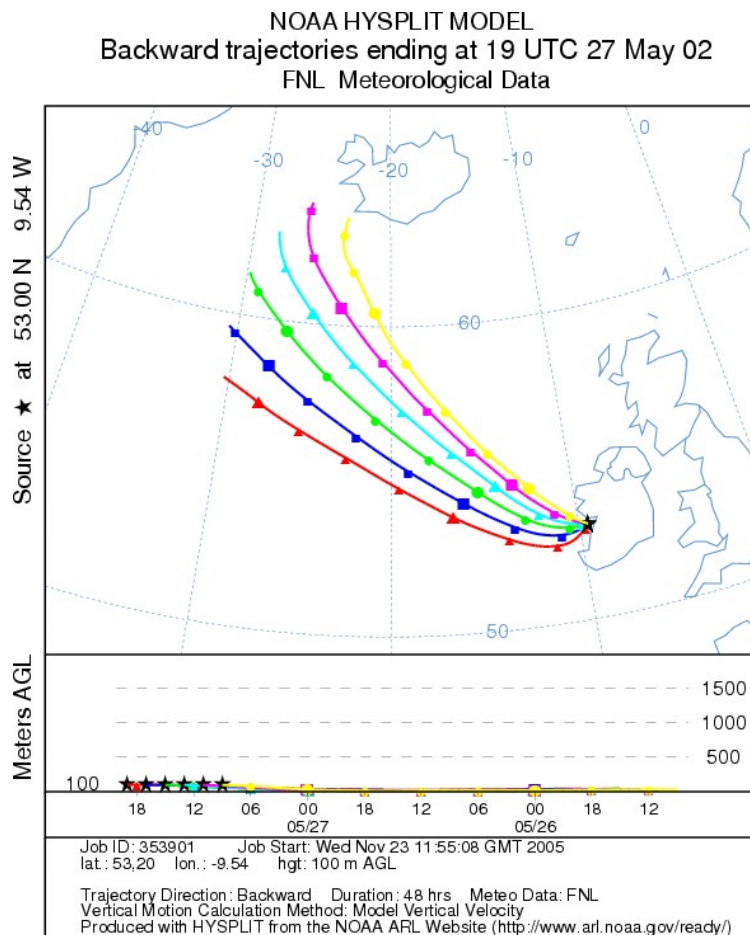 NOAA HYSPLIT MODEL
Backward trajectories ending at 19 UTC 27 May 02
FNL Meteorological Data
Source ★ at 53.00 N 9.54 W
-40
-30
-20
-10
0
60
50
Meters AGL
1500
1000
500
100
18 12 06 00 18 12 06 00 18 12
05/27 05/26
Job ID: 353901 Job Start: Wed Nov 23 11:55:08 GMT 2005
lat.: 53,20 lon.: -9.54 hgt: 100 m AGL
Trajectory Direction: Backward Duration: 48 hrs Meteo Data: FNL
Vertical Motion Calculation Method: Model Vertical Velocity
Produced with HYSPLIT from the NOAA ARL Website (http://www.arl.noaa.gov/ready/)